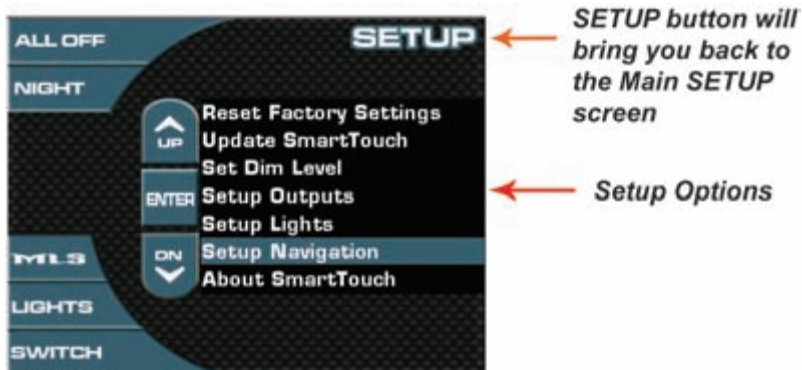 ALL OFF
NIGHT
SETUP
SETUP button will
bring you back to
the Main SETUP
screen
UP
ENTER
DN
Reset Factory Settings
Update SmartTouch
Set Dim Level
Setup Outputs
Setup Lights
Setup Navigation
About SmartTouch
Setup Options
MLS
LIGHTS
SWITCH